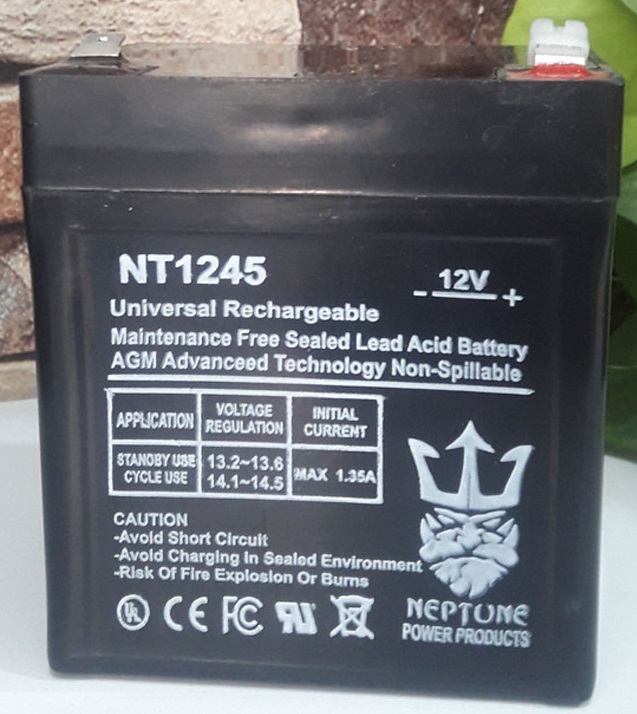 NT1245
- 12V +
Universal Rechargeable
Maintenance Free Sealed Lead Acid Battery
AGM Advanceed Technology Non-Spillable
APPLICATION VOLTAGE REGULATION INITIAL CURRENT
STANDBY USE 13.2~13.6 MAX 1.35A
CYCLE USE 14.1~14.5
CAUTION
-Avoid Short Circuit
-Avoid Charging In Sealed Environment
-Risk Of Fire Explosion Or Burns
UL CE FC RU
NEPTUNE
POWER PRODUCTS